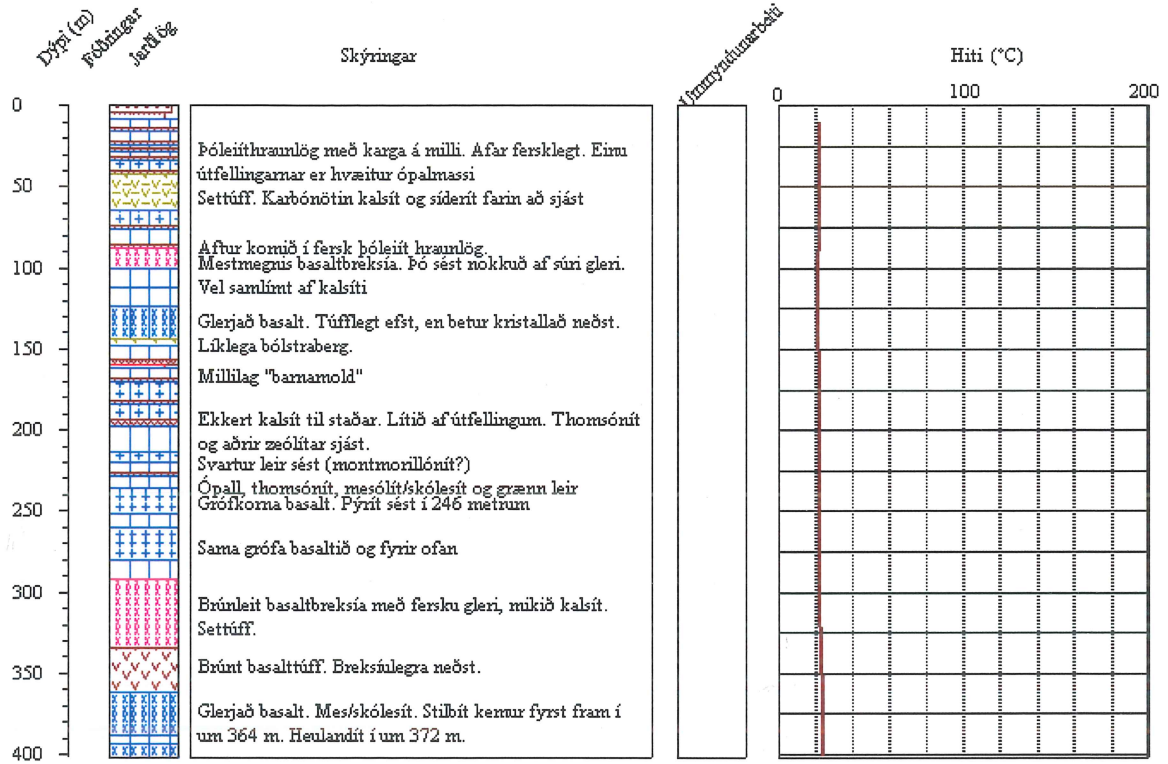 Dýpi (m)
Fóðringar
Jarðlög
Skýringar
Ummyndunarbelti
Hiti (°C)
0 100 200
0
50
100
150
200
250
300
350
400
Þóleiíthraunlög með karga á milli. Afar fersklegt. Einu
útfellingarnar er hvæitur ópalmassi
Settúff. Karbónötin kalsít og síderít farin að sjást
Aftur komið í fersk þóleiít hraunlög.
Mestmegnis basaltbreksía. Þó sést nokkuð af súri gleri.
Vel samlímt af kalsíti
Glerjað basalt. Túfflegt efst, en betur kristallað neðst.
Líklega bólstraberg.
Millilag "barnamold"
Ekkert kalsít til staðar. Lítið af útfellingum. Thomsónít
og aðrir zeólítar sjást.
Svartur leir sést (montmorillónít?)
Ópall, thomsónít, mesólít/skólesít og grænn leir
Grófkorna basalt. Pýrít sést í 246 metrum
Sama grófa basaltið og fyrir ofan
Brúnleit basaltbreksía með fersku gleri, mikið kalsít.
Settúff.
Brúnt basalttúff. Breksíulegra neðst.
Glerjað basalt. Mes/skólesít. Stilbít kemur fyrst fram í
um 364 m. Heulandít í um 372 m.